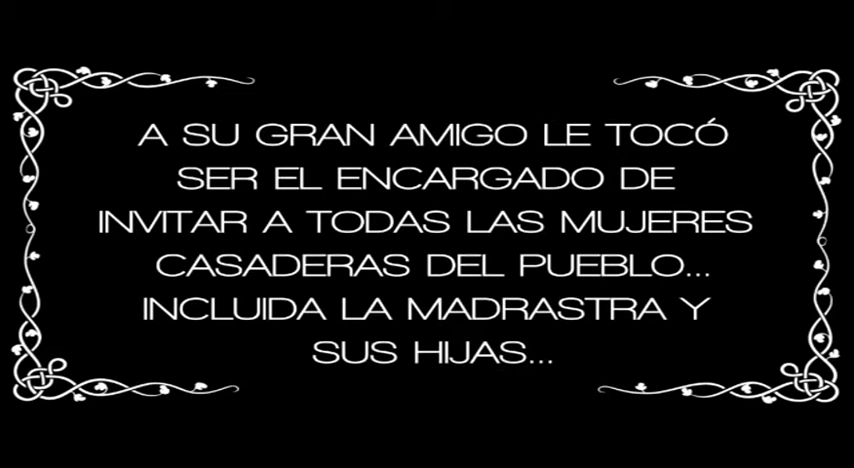 A SU GRAN AMIGO LE TOCÓ
SER EL ENCARGADO DE
INVITAR A TODAS LAS MUJERES
CASADERAS DEL PUEBLO...
INCLUIDA LA MADRASTRA Y
SUS HIJAS...